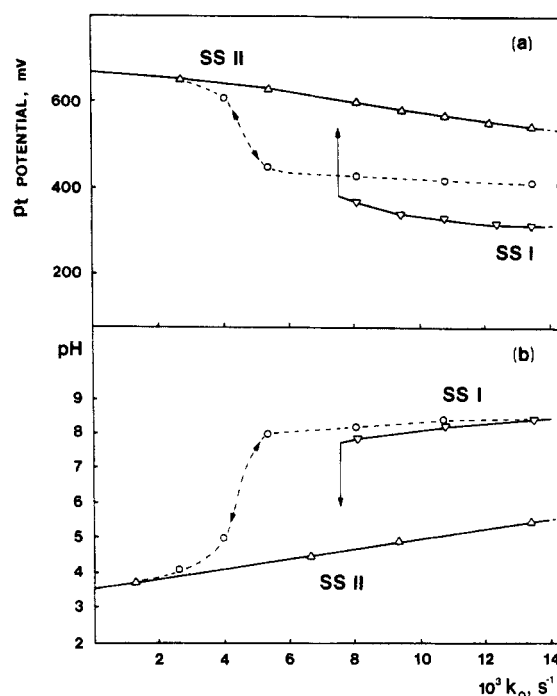 (a)
SS II
600
400
200
Pt POTENTIAL, mV
SS I
(b)
pH
9
8
7
6
5
4
3
2
SS I
SS II
2 4 6 8 10 12 14
10³ k₀, s⁻¹